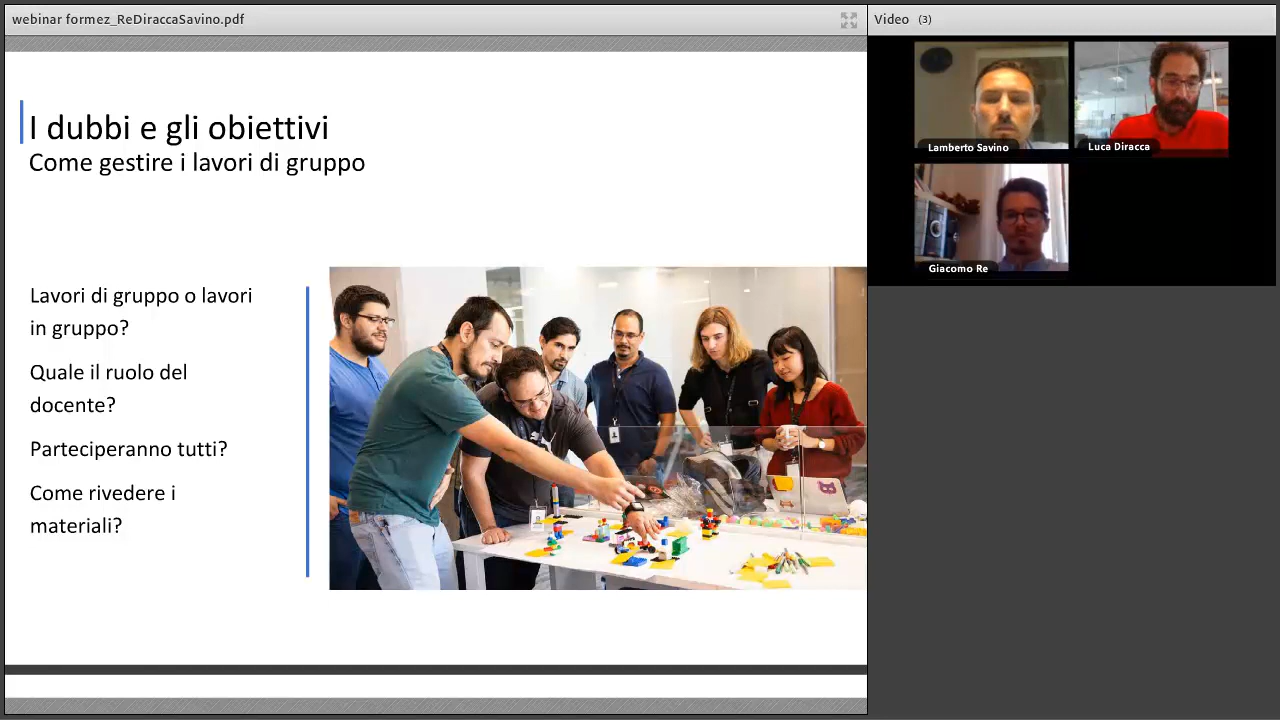 webinar formez_ReDiraccaSavino.pdf
Video (3)
I dubbi e gli obiettivi
Come gestire i lavori di gruppo
Lavori di gruppo o lavori
in gruppo?
Quale il ruolo del
docente?
Parteciperanno tutti?
Come rivedere i
materiali?
Lamberto Savino
Luca Diracca
Giacomo Re